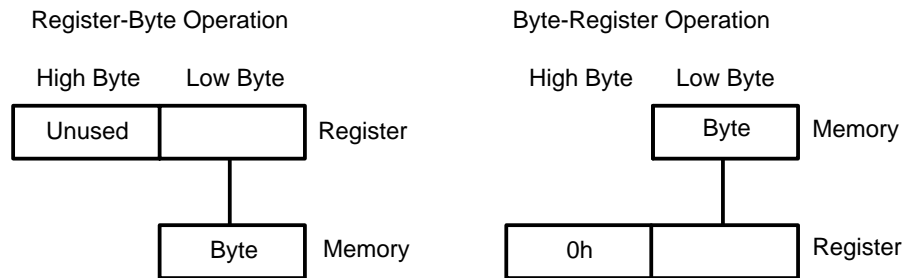 Register-Byte Operation
Byte-Register Operation
High Byte Low Byte
High Byte Low Byte
Unused Register
Byte Memory
Byte Memory
0h Register